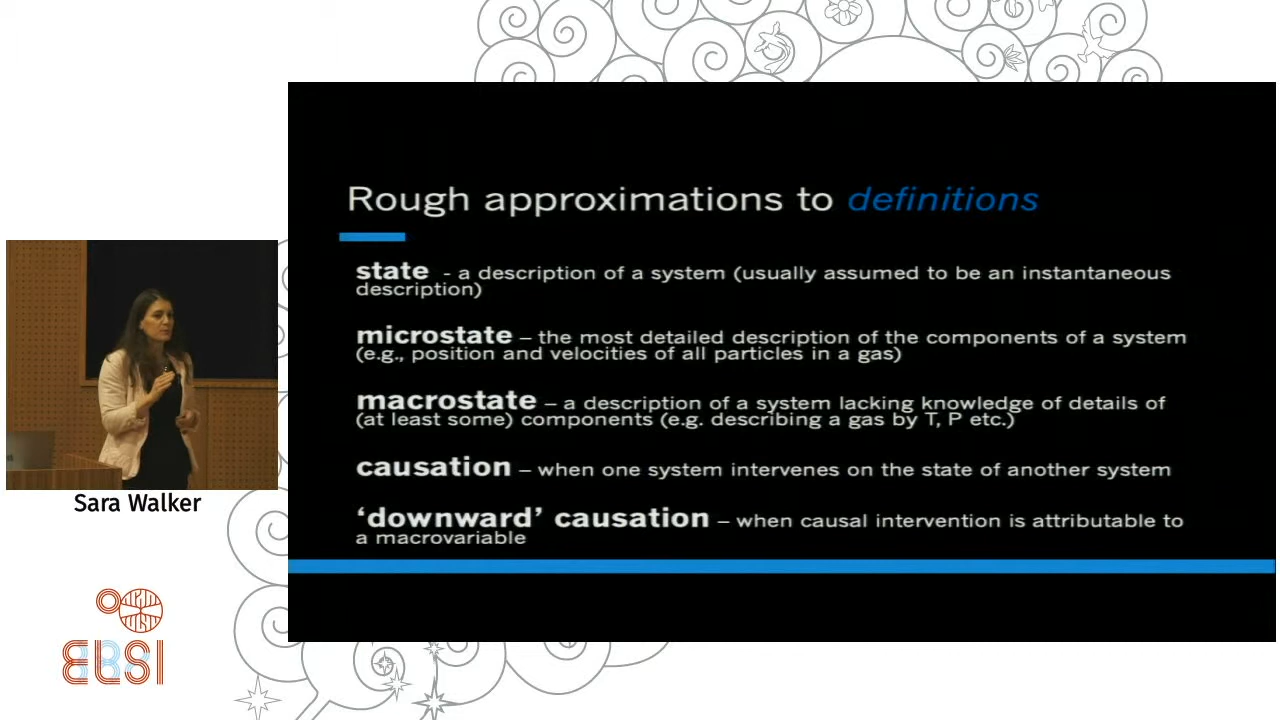 Rough approximations to definitions
state - a description of a system (usually assumed to be an instantaneous
description)
microstate – the most detailed description of the components of a system
(e.g., position and velocities of all particles in a gas)
macrostate – a description of a system lacking knowledge of details of
(at least some) components (e.g. describing a gas by T, P etc.)
causation – when one system intervenes on the state of another system
‘downward’ causation – when causal intervention is attributable to
a macrovariable
Sara Walker
ELSI